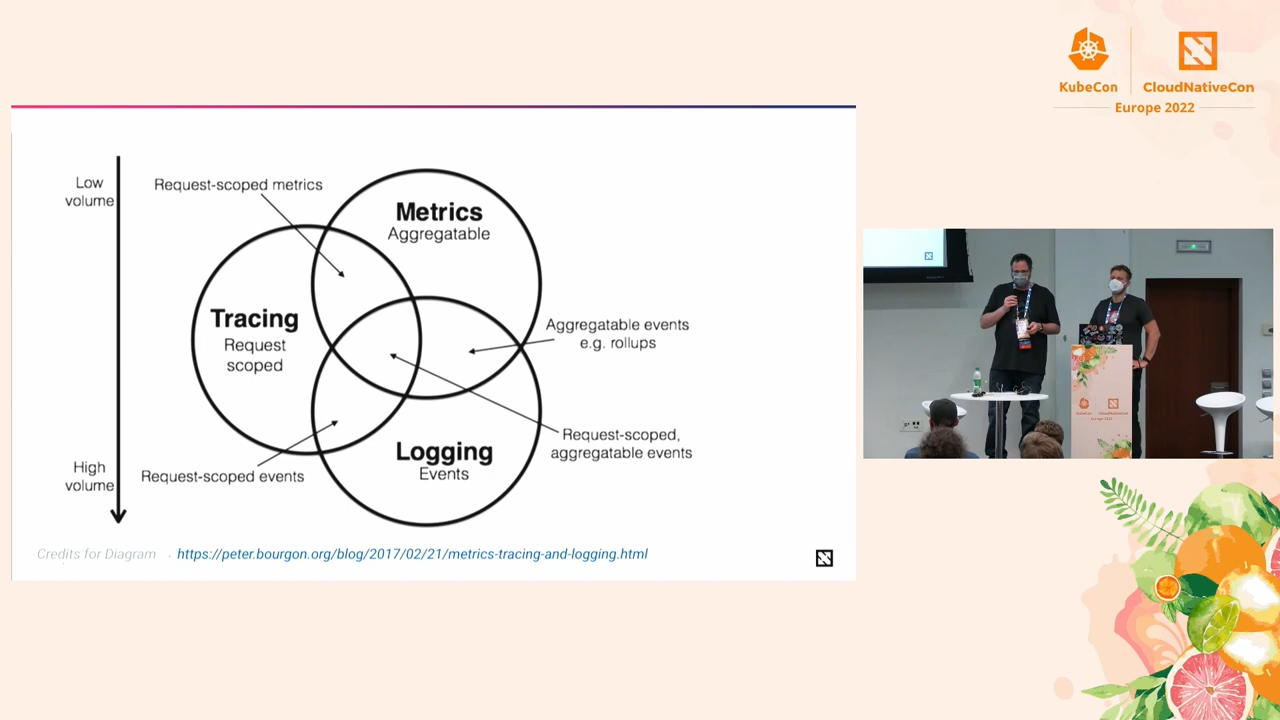 KubeCon
CloudNativeCon
Europe 2022
Low
volume
High
volume
Request-scoped metrics
Metrics
Aggregatable
Tracing
Request
scoped
Aggregatable events
e.g. rollups
Logging
Events
Request-scoped,
aggregatable events
Request-scoped events
Credits for Diagram - https://peter.bourgon.org/blog/2017/02/21/metrics-tracing-and-logging.html